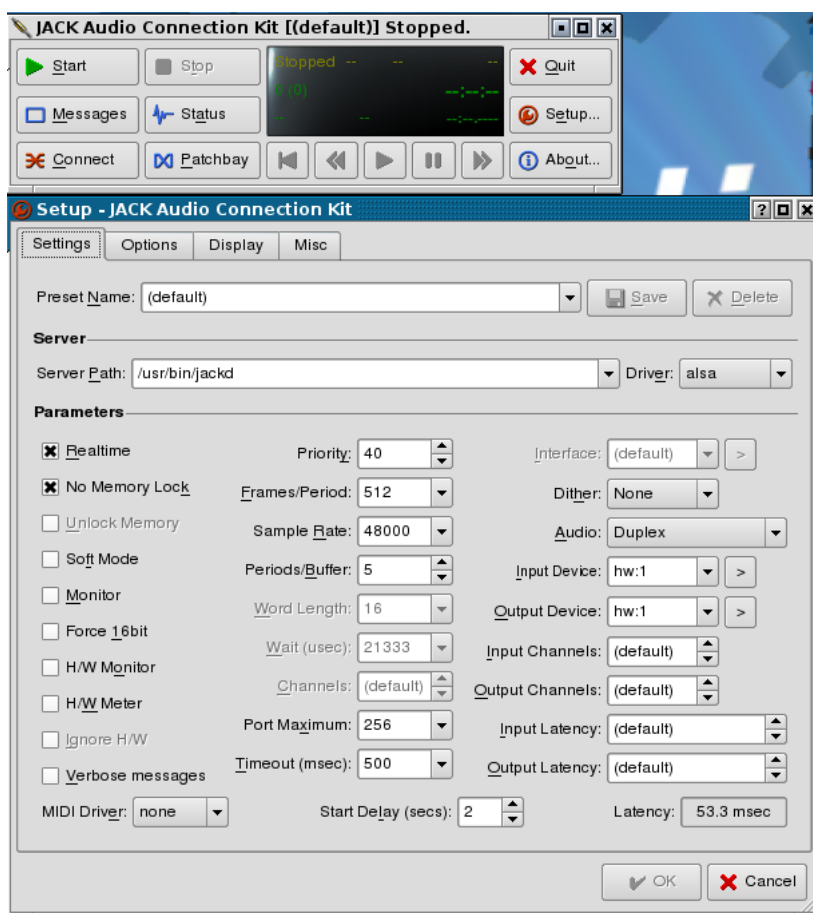 JACK Audio Connection Kit [(default)] Stopped.
Start Stop Stopped -- -- -- Quit
0 (0) --:--:--
Messages Status -- -- --:--.---- Setup...
Connect Patchbay About...
Setup - JACK Audio Connection Kit
Settings Options Display Misc
Preset Name: (default) Save Delete
Server
Server Path: /usr/bin/jackd Driver: alsa
Parameters
Realtime Priority: 40 Interface: (default) >
No Memory Lock Frames/Period: 512 Dither: None
Unlock Memory Sample Rate: 48000 Audio: Duplex
Soft Mode Periods/Buffer: 5 Input Device: hw:1 >
Monitor Word Length: 16 Output Device: hw:1 >
Force 16bit Wait (usec): 21333 Input Channels: (default)
H/W Monitor Channels: (default) Output Channels: (default)
H/W Meter Port Maximum: 256 Input Latency: (default)
Ignore H/W Timeout (msec): 500 Output Latency: (default)
Verbose messages
MIDI Driver: none Start Delay (secs): 2 Latency: 53.3 msec
OK Cancel